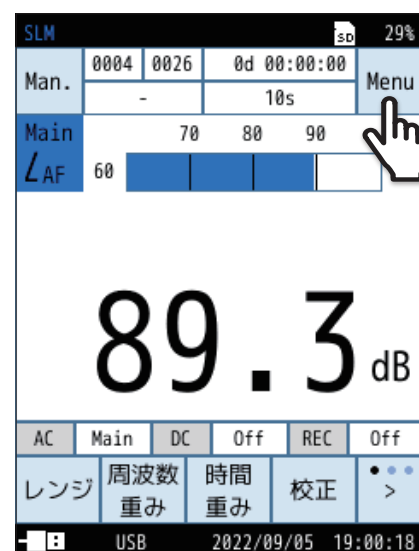 SLM SD 29%
Man. 0004 0026 0d 00:00:00 Menu
- 10s
Main 70 80 90
LAF 60
89.3 dB
AC Main DC Off REC Off
レンジ 周波数重み 時間重み 校正 >
USB 2022/09/05 19:00:18